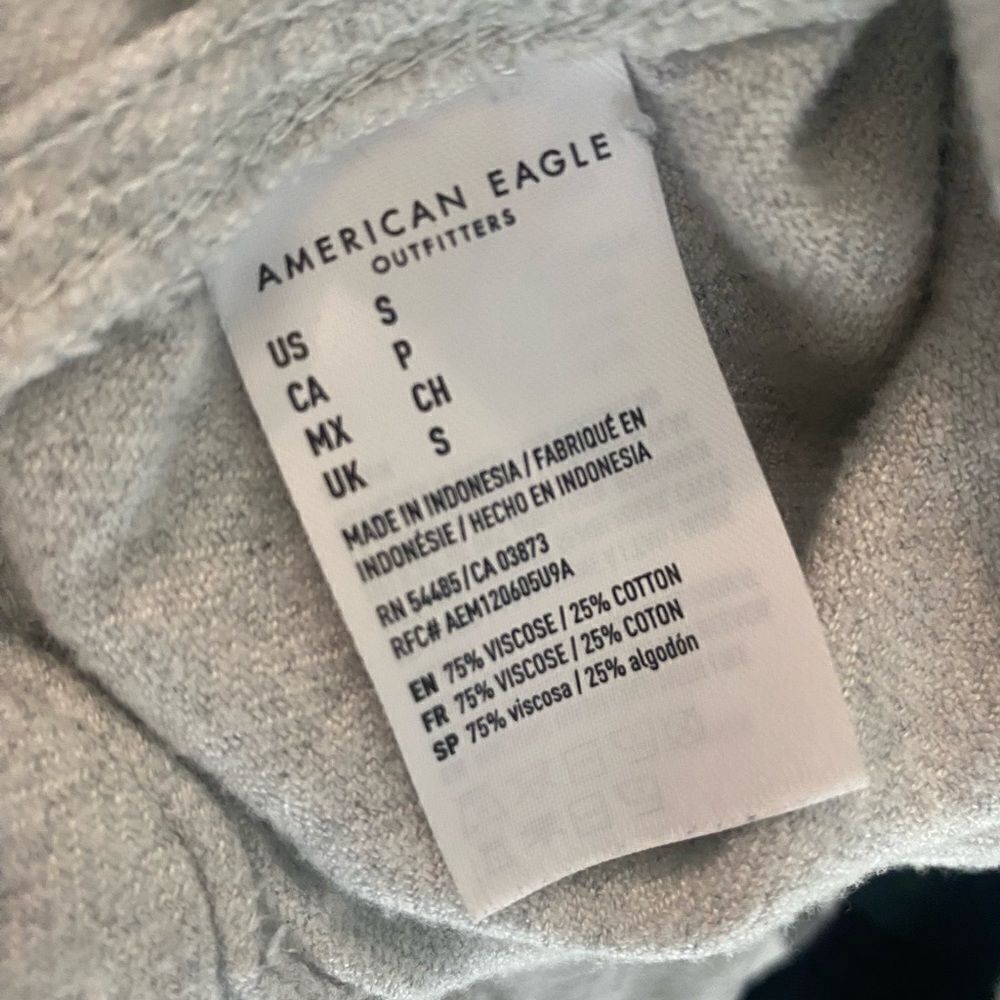 AMERICAN EAGLE
OUTFITTERS
US S
CA P
MX CH
UK S
MADE IN INDONESIA / FABRIQUÉ EN
INDONÉSIE / HECHO EN INDONESIA
RN 54485 / CA 03873
RFC# AEM120605U9A
EN 75% VISCOSE / 25% COTTON
FR 75% VISCOSE / 25% COTON
SP 75% viscosa / 25% algodón